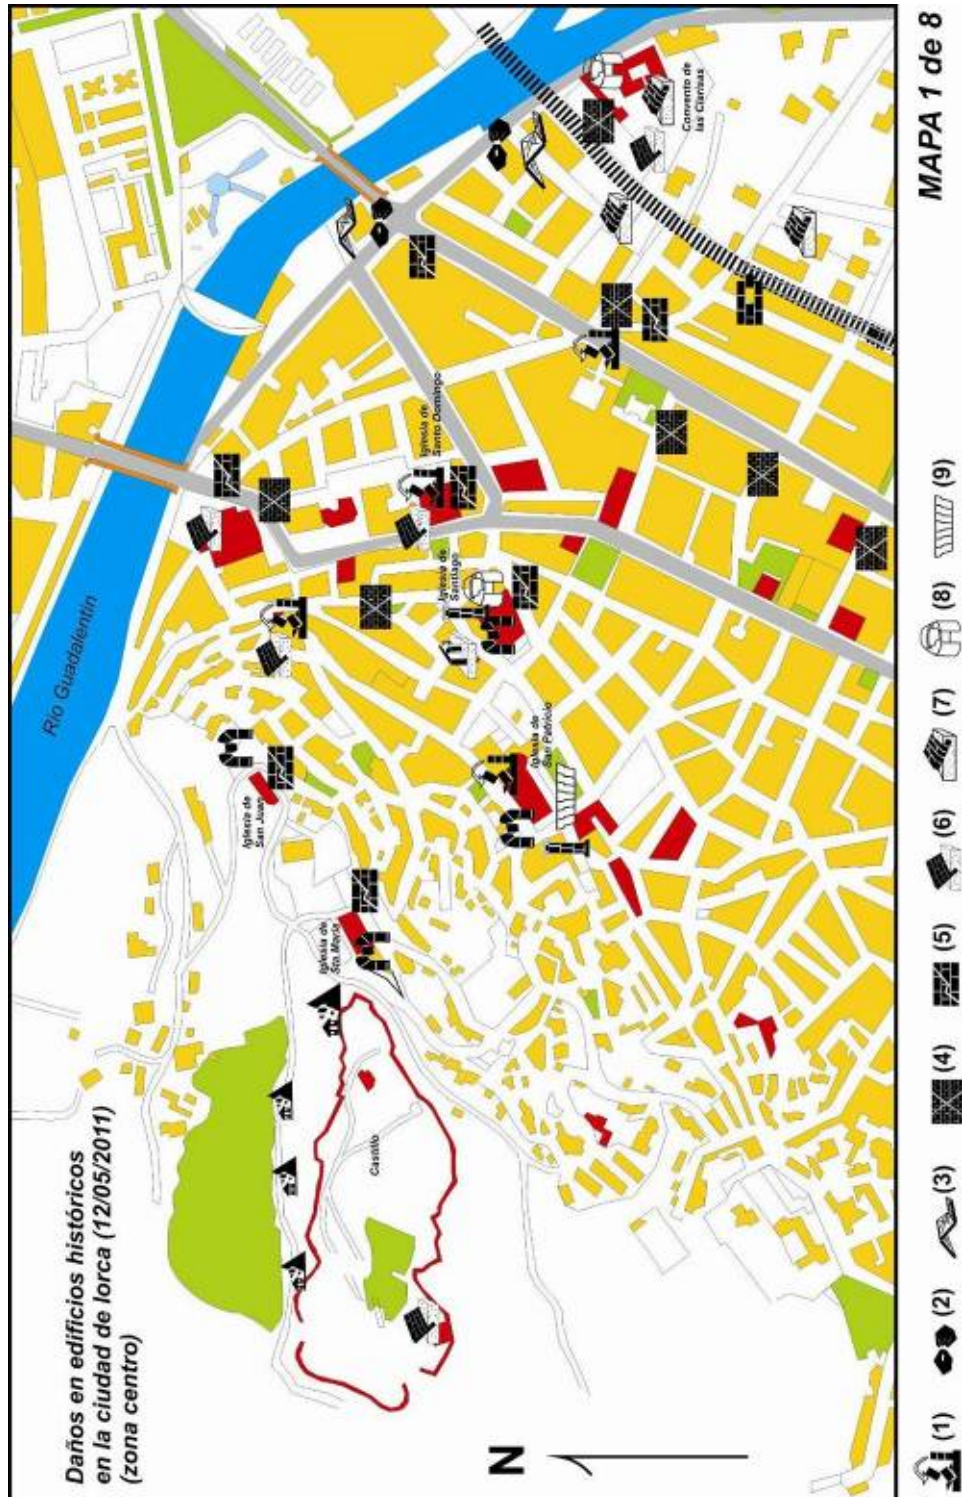 Daños en edificios históricos
en la ciudad de lorca (12/05/2011)
(zona centro)
Río Guadalentín
Iglesia de
San Juan
Iglesia de
Sta.María
Castillo
Iglesia de
Santiago
Iglesia de
Santo Domingo
Iglesia de
San Patricio
Convento de
las Clarisas
N
(1)
(2)
(3)
(4)
(5)
(6)
(7)
(8)
(9)
MAPA 1 de 8